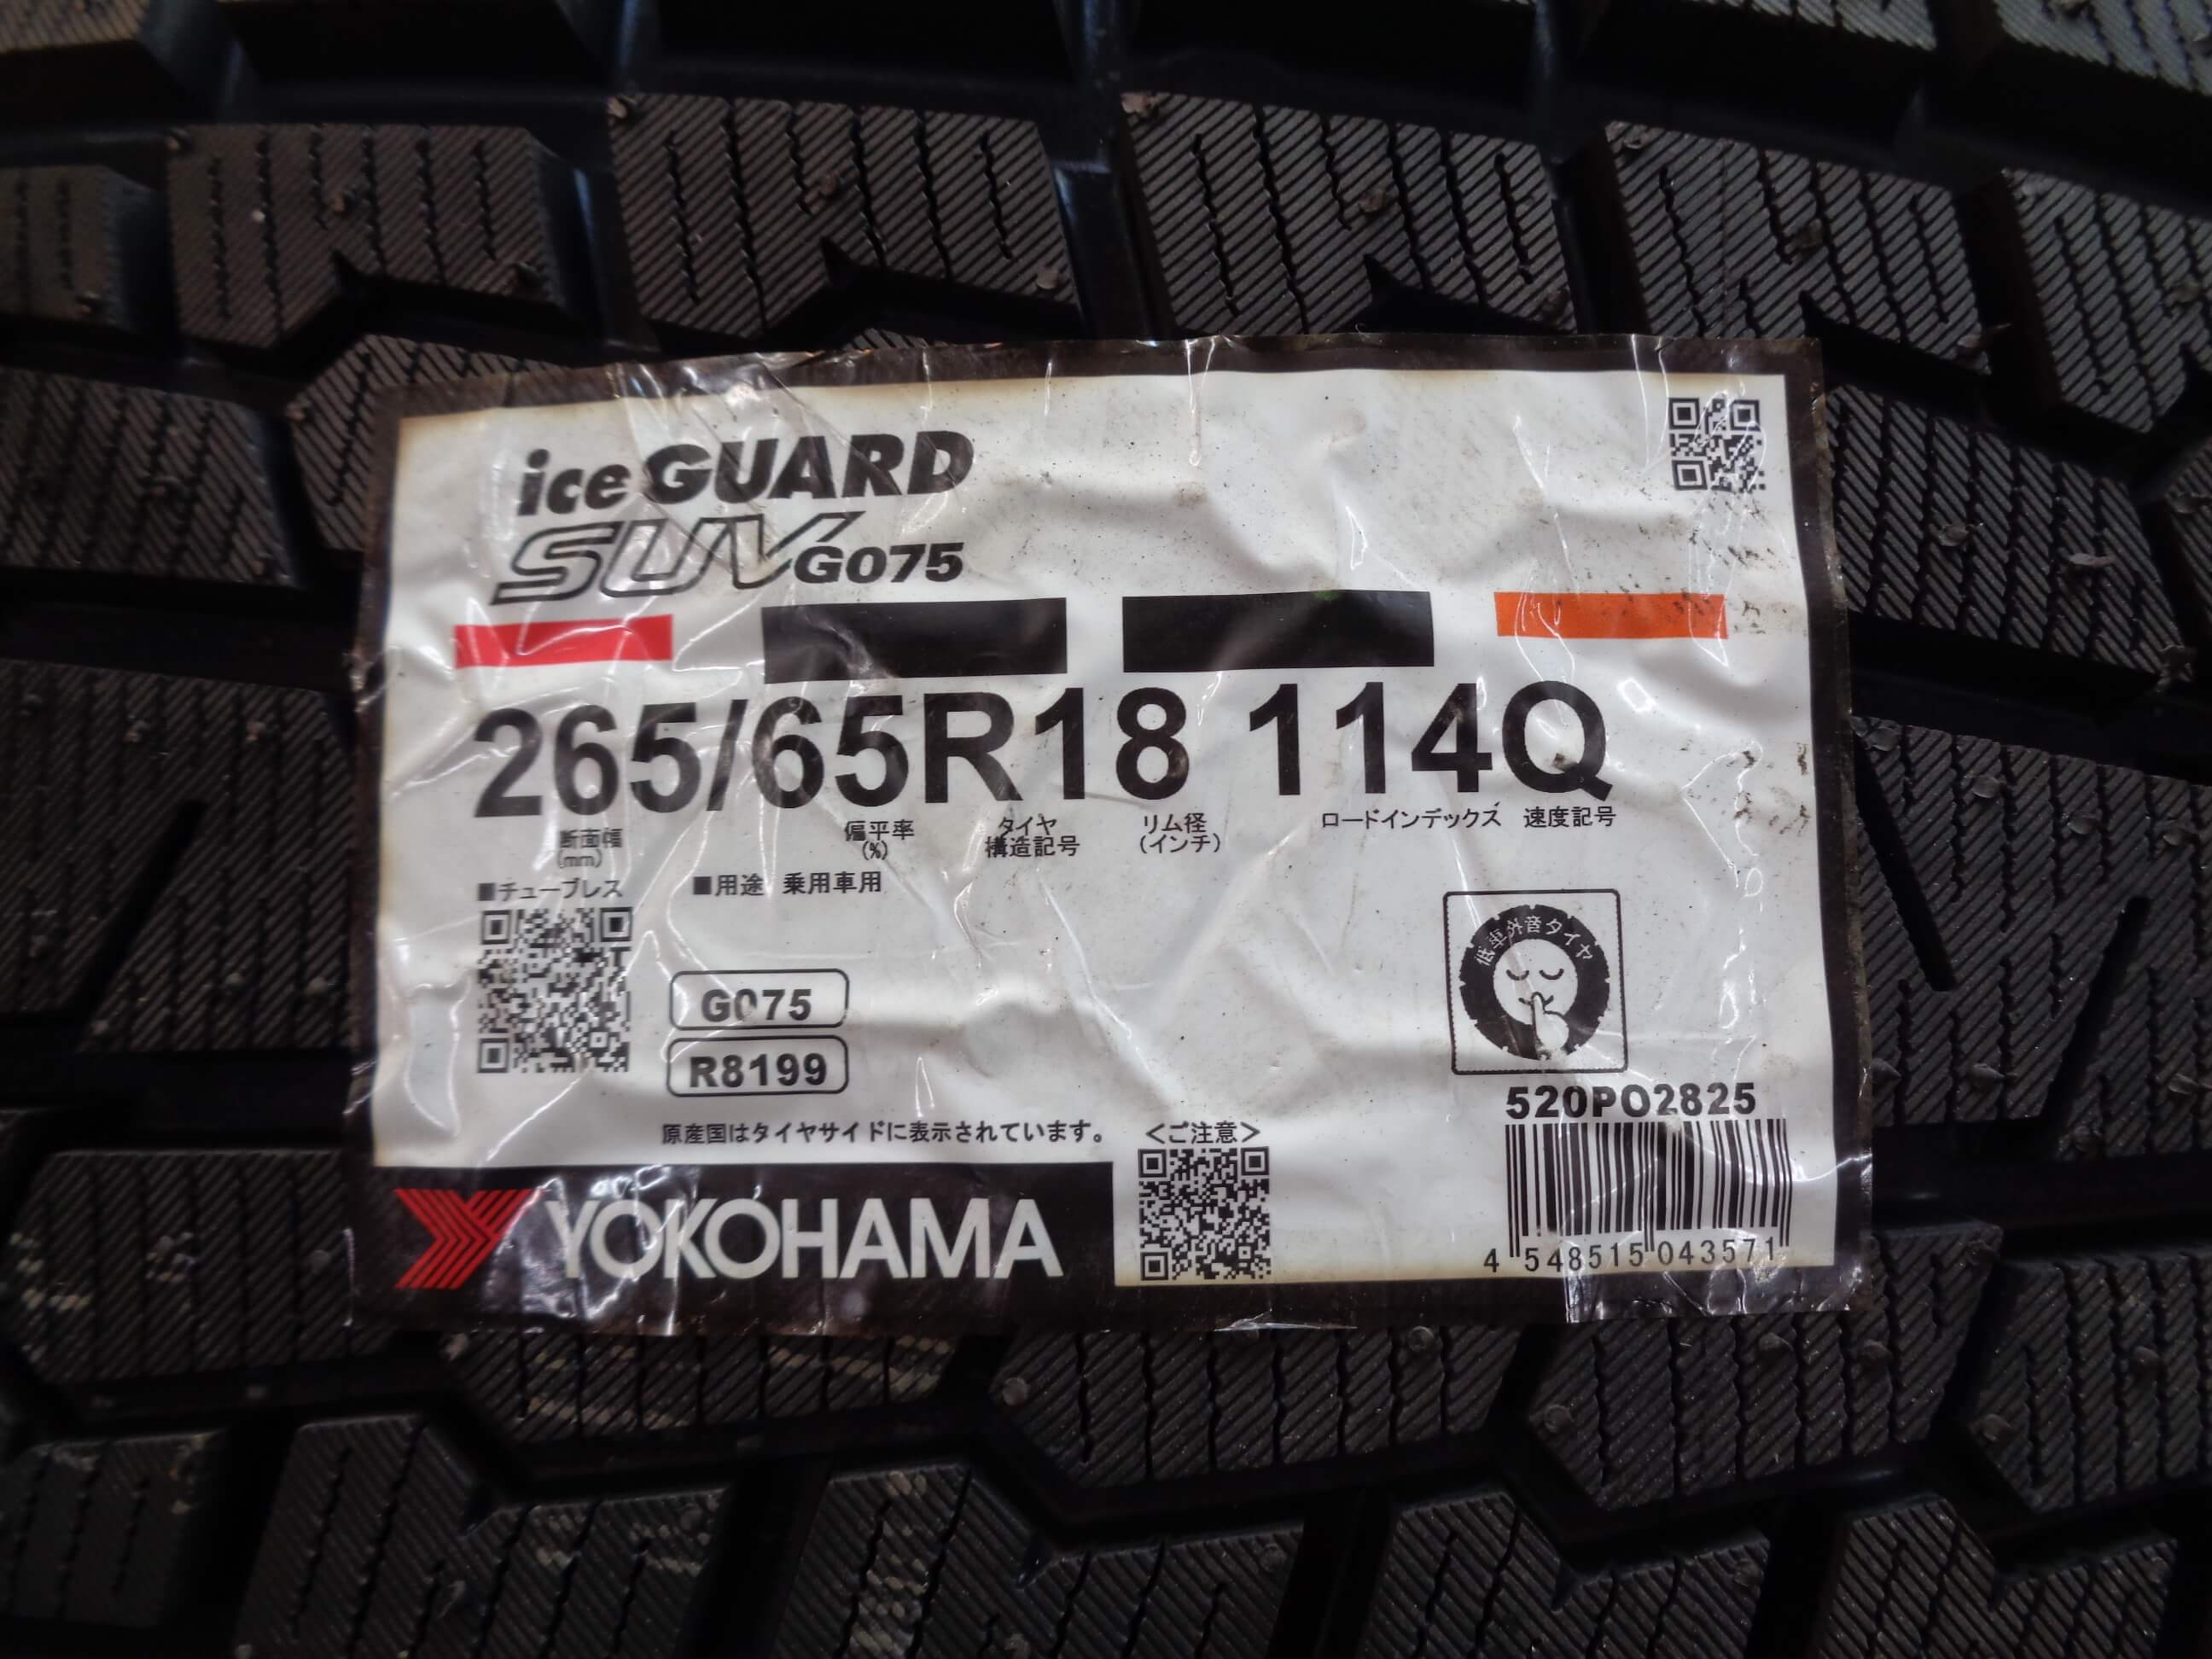 iceGUARD
SUV G075
265/65R18 114Q
断面幅
(mm)
偏平率
(%)
タイヤ
構造記号
リム径
(インチ)
ロードインデックス 速度記号
■チューブレス ■用途 乗用車用
低車外音タイヤ
G075
R8199
520PO2825
原産国はタイヤサイドに表示されています。
<ご注意>
YOKOHAMA
4 548515 043571